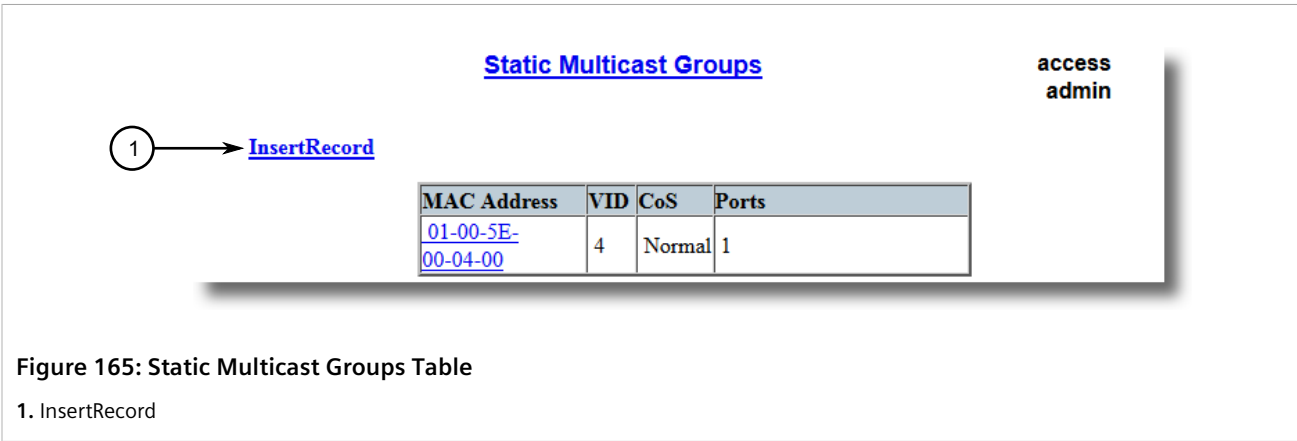 Static Multicast Groups
access
admin
1
InsertRecord
MAC Address VID CoS Ports
01-00-5E-
00-04-00 4 Normal 1
Figure 165: Static Multicast Groups Table
1. InsertRecord